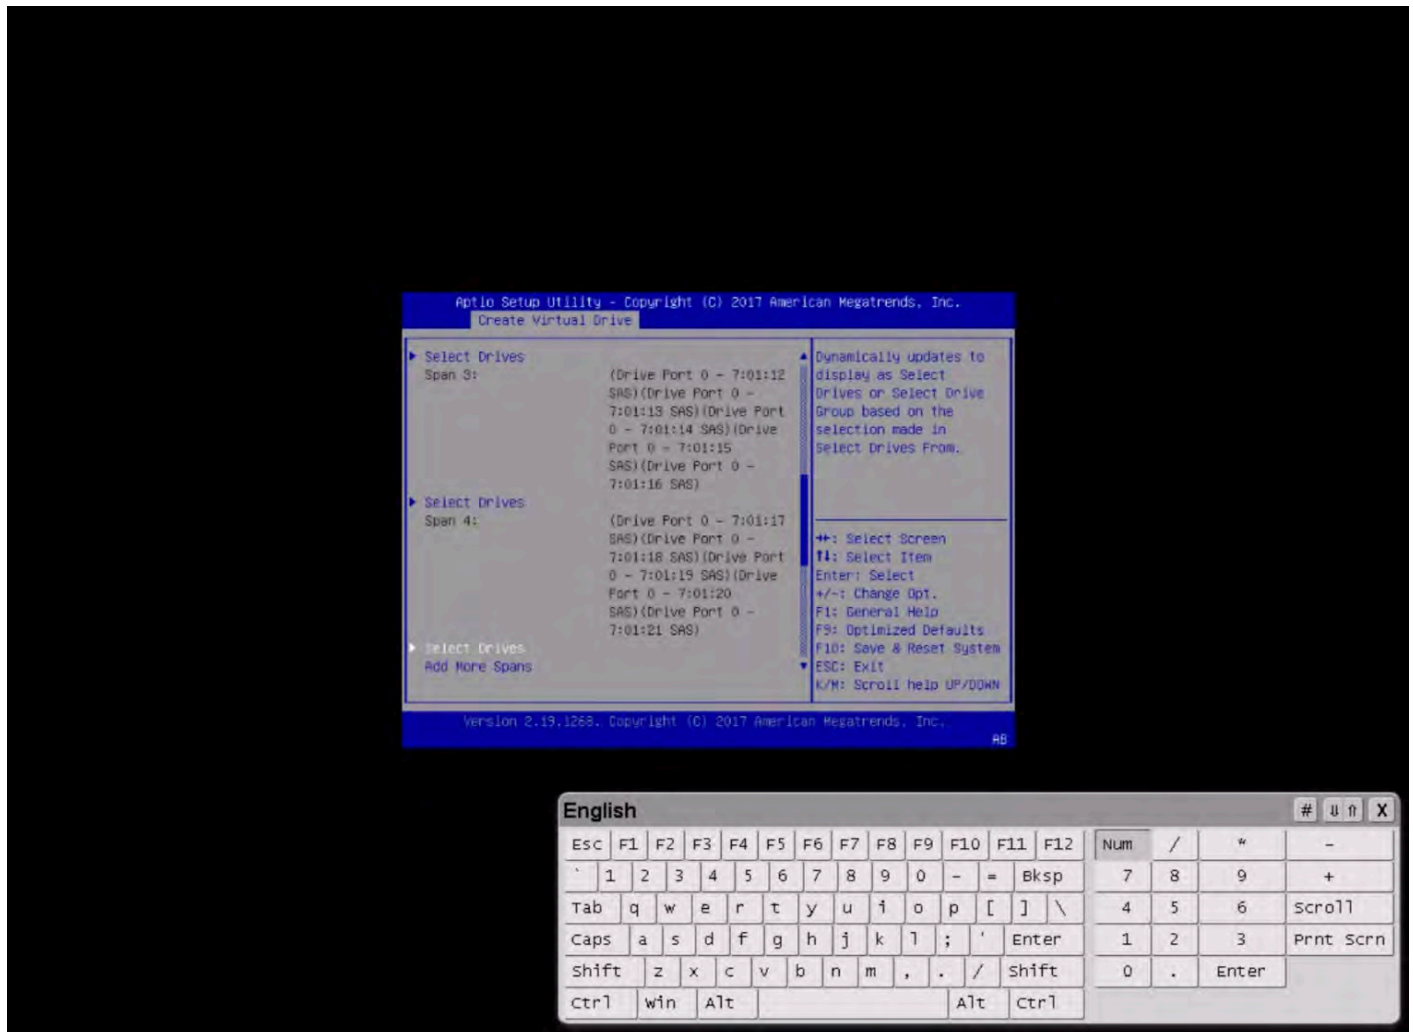 Aptio Setup Utility - Copyright (C) 2017 American Megatrends, Inc.
Create Virtual Drive
Select Drives
Span 3: (Drive Port 0 - 7:01:12
SAS)(Drive Port 0 -
7:01:13 SAS)(Drive Port
0 - 7:01:14 SAS)(Drive
Port 0 - 7:01:15
SAS)(Drive Port 0 -
7:01:16 SAS)
Select Drives
Span 4: (Drive Port 0 - 7:01:17
SAS)(Drive Port 0 -
7:01:18 SAS)(Drive Port
0 - 7:01:19 SAS)(Drive
Port 0 - 7:01:20
SAS)(Drive Port 0 -
7:01:21 SAS)
Select Drives
Add More Spans
Dynamically updates to
display as Select
Drives or Select Drive
Group based on the
selection made in
Select Drives From.
→←: Select Screen
↑↓: Select Item
Enter: Select
+/-: Change Opt.
F1: General Help
F9: Optimized Defaults
F10: Save & Reset System
ESC: Exit
K/M: Scroll help UP/DOWN
Version 2.19.1268. Copyright (C) 2017 American Megatrends, Inc.
AB
English # ⇓⇑ X
Esc F1 F2 F3 F4 F5 F6 F7 F8 F9 F10 F11 F12 Num / * -
` 1 2 3 4 5 6 7 8 9 0 - = Bksp 7 8 9 +
Tab q w e r t y u i o p [ ] \ 4 5 6 Scroll
Caps a s d f g h j k l ; ' Enter 1 2 3 Prnt Scrn
Shift z x c v b n m , . / Shift 0 . Enter
Ctrl Win Alt Alt Ctrl